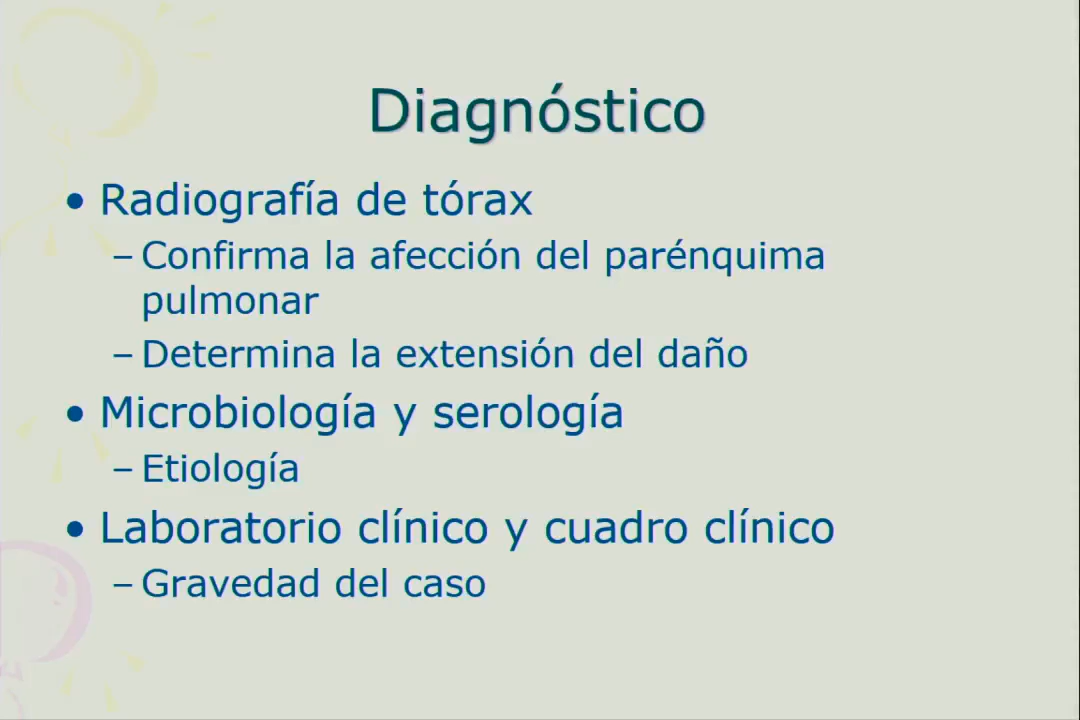 Diagnóstico
• Radiografía de tórax
– Confirma la afección del parénquima
pulmonar
– Determina la extensión del daño
• Microbiología y serología
– Etiología
• Laboratorio clínico y cuadro clínico
– Gravedad del caso